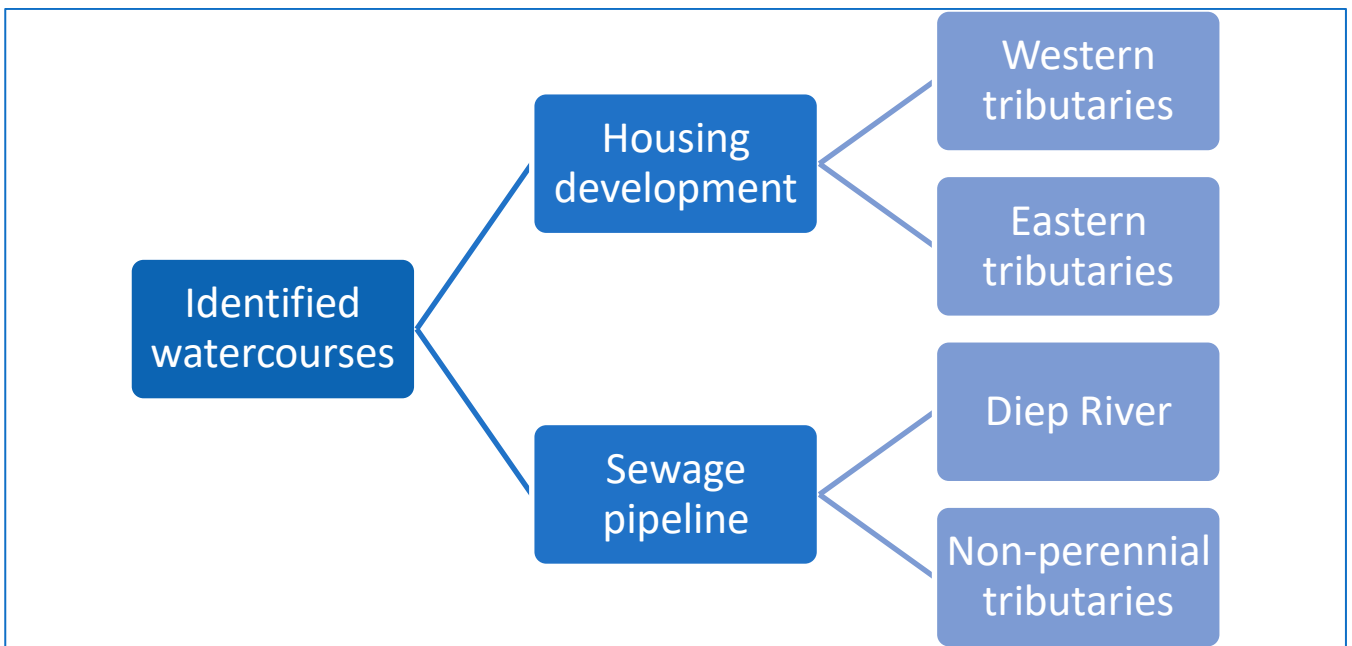 Identified
watercourses
Housing
development
Western
tributaries
Eastern
tributaries
Sewage
pipeline
Diep River
Non-perennial
tributaries